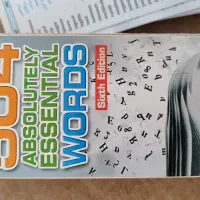 504
ABSOLUTELY
ESSENTIAL
WORDS
Sixth Edition